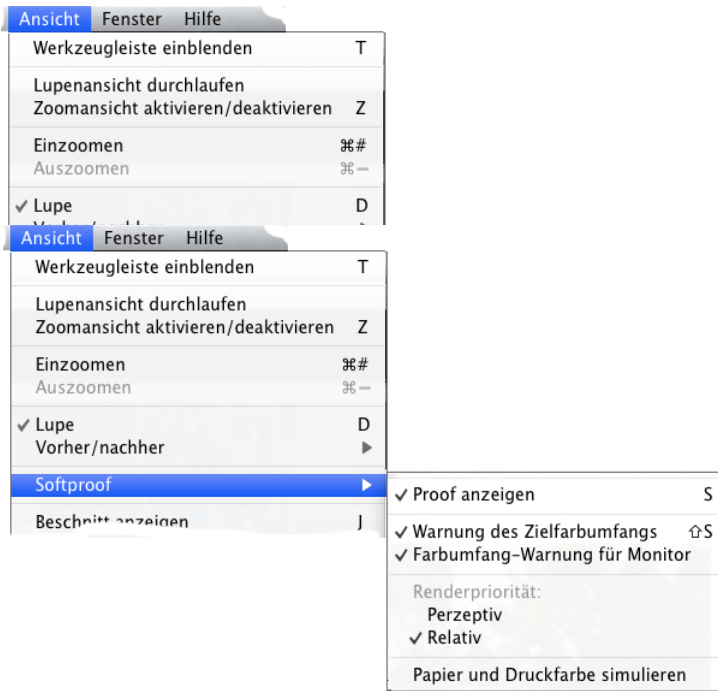 Ansicht Fenster Hilfe
Werkzeugleiste einblenden T
Lupenansicht durchlaufen
Zoomansicht aktivieren/deaktivieren Z
Einzoomen ⌘#
Auszoomen ⌘−
✓ Lupe D
Ansicht Fenster Hilfe
Werkzeugleiste einblenden T
Lupenansicht durchlaufen
Zoomansicht aktivieren/deaktivieren Z
Einzoomen ⌘#
Auszoomen ⌘−
✓ Lupe D
Vorher/nachher ▶
Softproof ▶
✓ Proof anzeigen S
Beschnitt anzeigen J
✓ Warnung des Zielfarbumfangs ⇧S
✓ Farbumfang-Warnung für Monitor
Renderpriorität:
Perzeptiv
✓ Relativ
Papier und Druckfarbe simulieren